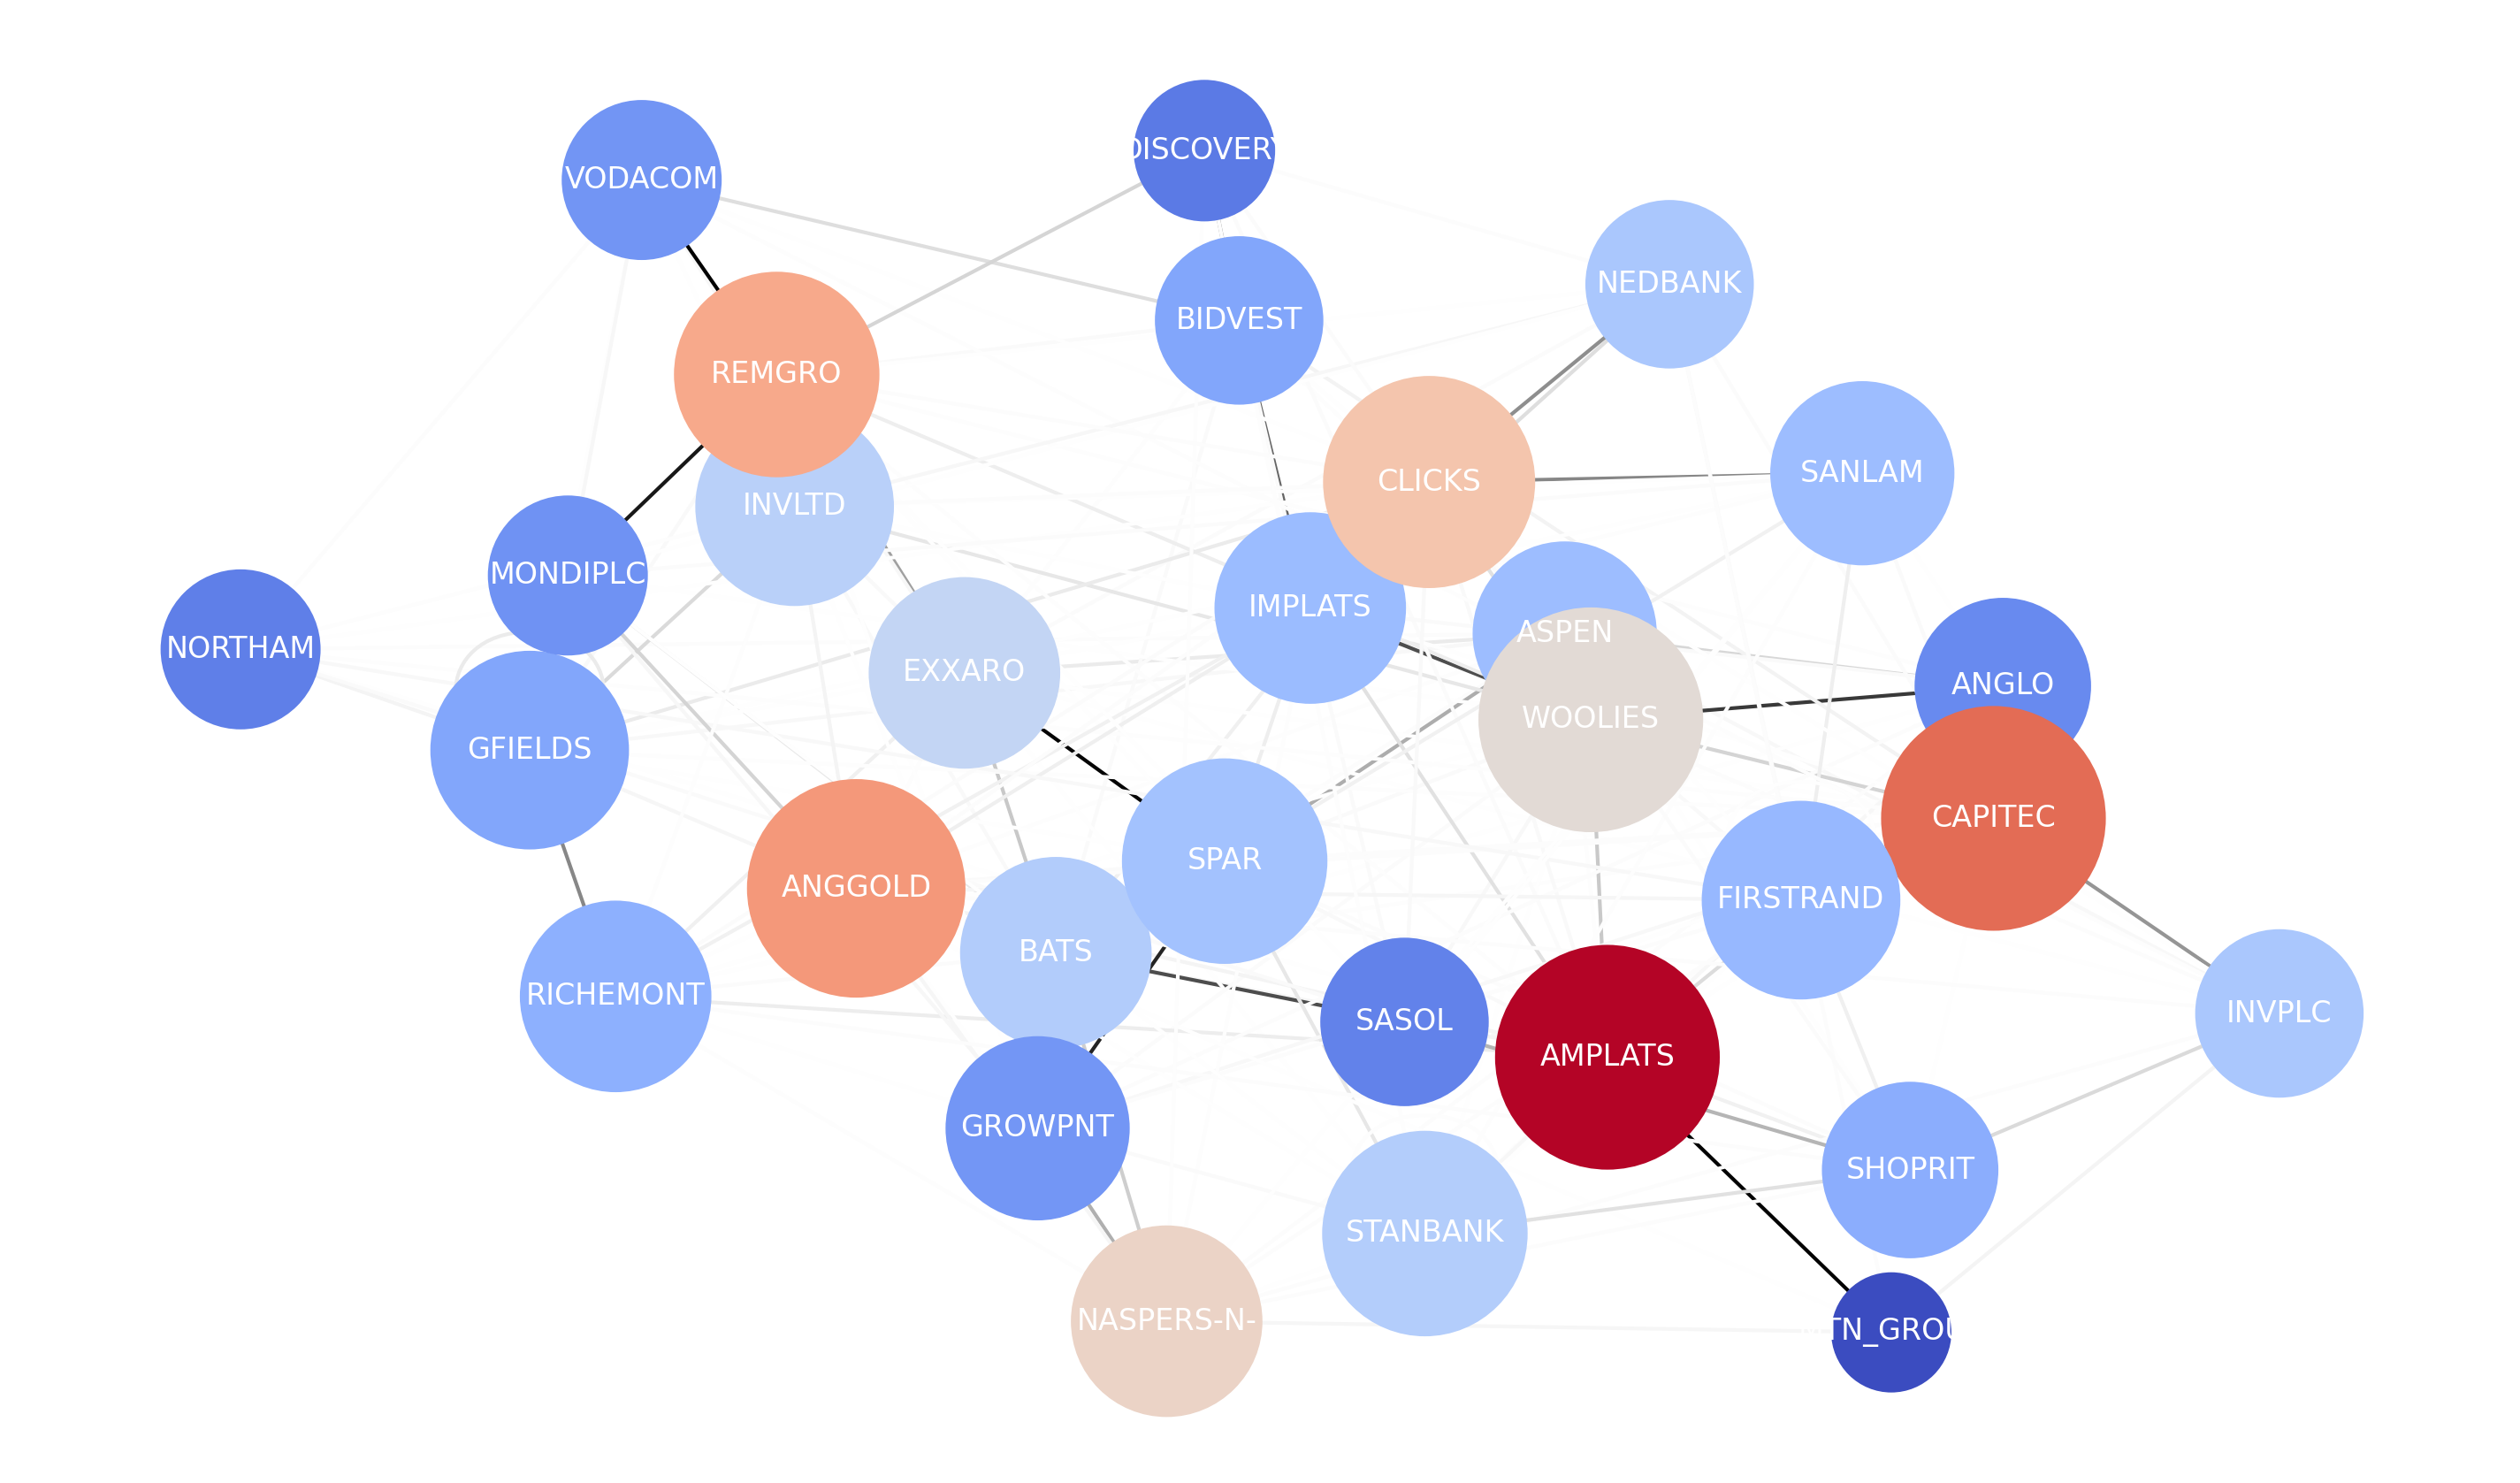 DISCOVERY
VODACOM
NEDBANK
BIDVEST
REMGRO
SANLAM
CLICKS
INVLTD
MONDIPLC
IMPLATS
ASPEN
NORTHAM
EXXARO
ANGLO
WOOLIES
GFIELDS
CAPITEC
SPAR
ANGGOLD
FIRSTRAND
BATS
RICHEMONT
INVPLC
SASOL
AMPLATS
GROWPNT
SHOPRIT
STANBANK
NASPERS-N-
TN_GROU